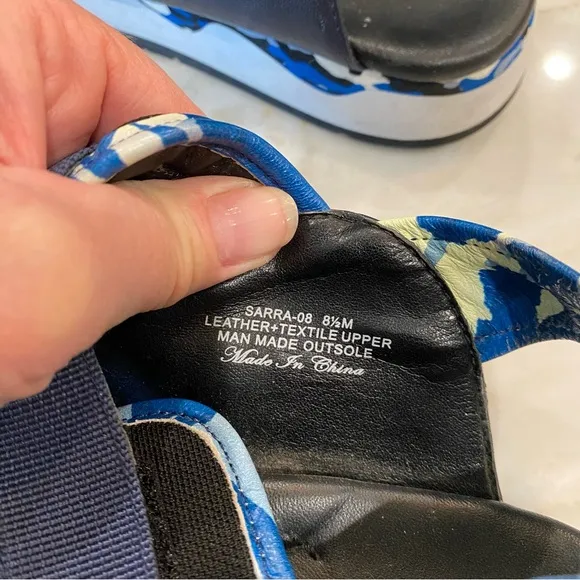 SARRA-08 8½M
LEATHER+TEXTILE UPPER
MAN MADE OUTSOLE
Made In China